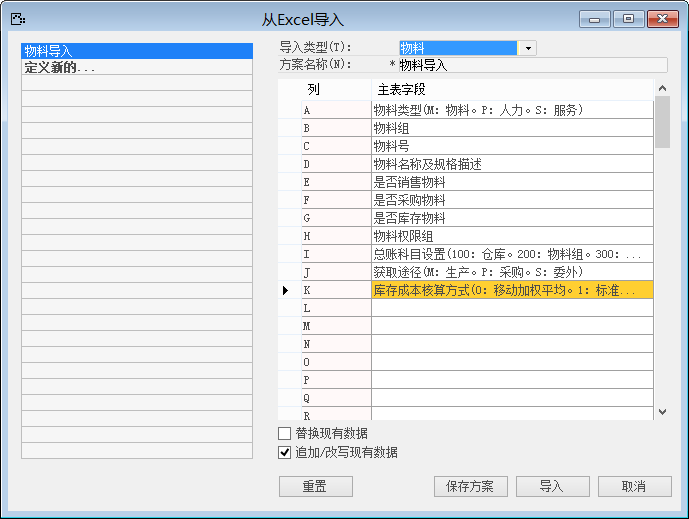 从Excel导入
物料导入
定义新的...
导入类型(T): 物料
方案名称(N): * 物料导入
列 主表字段
A 物料类型(M: 物料。P: 人力。S: 服务)
B 物料组
C 物料号
D 物料名称及规格描述
E 是否销售物料
F 是否采购物料
G 是否库存物料
H 物料权限组
I 总账科目设置(100: 仓库。200: 物料组。300: ...
J 获取途径(M: 生产。P: 采购。S: 委外)
K 库存成本核算方式(0: 移动加权平均。1: 标准...
L
M
N
O
P
Q
R
替换现有数据
追加/改写现有数据
重置 保存方案 导入 取消